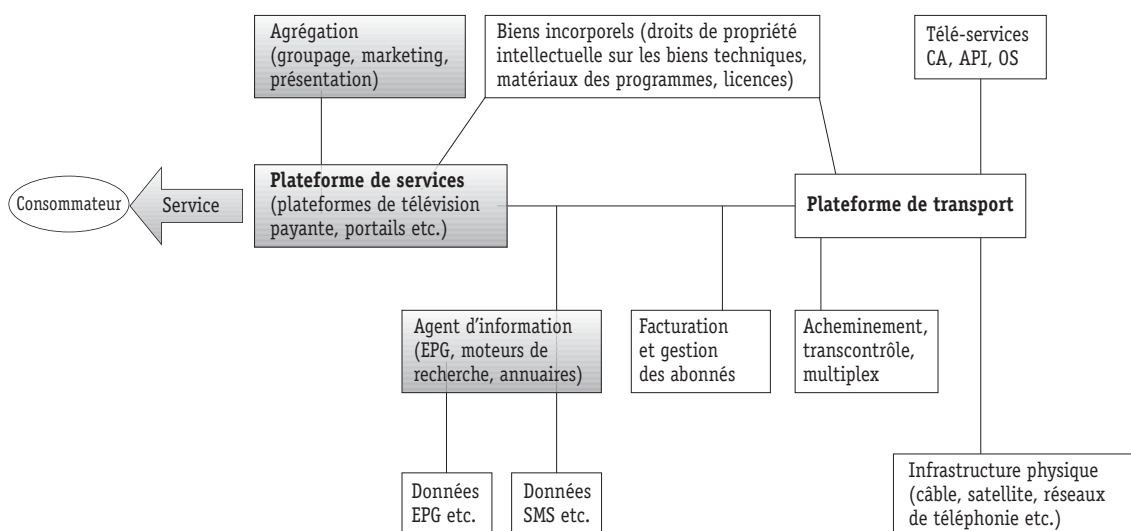 Agrégation
(groupage, marketing,
présentation)
Biens incorporels (droits de propriété
intellectuelle sur les biens techniques,
matériaux des programmes, licences)
Télé-services
CA, API, OS
Consommateur
Service
Plateforme de services
(plateformes de télévision
payante, portails etc.)
Plateforme de transport
Agent d'information
(EPG, moteurs de
recherche, annuaires)
Facturation
et gestion
des abonnés
Acheminement,
transcontrôle,
multiplex
Données
EPG etc.
Données
SMS etc.
Infrastructure physique
(câble, satellite, réseaux
de téléphonie etc.)